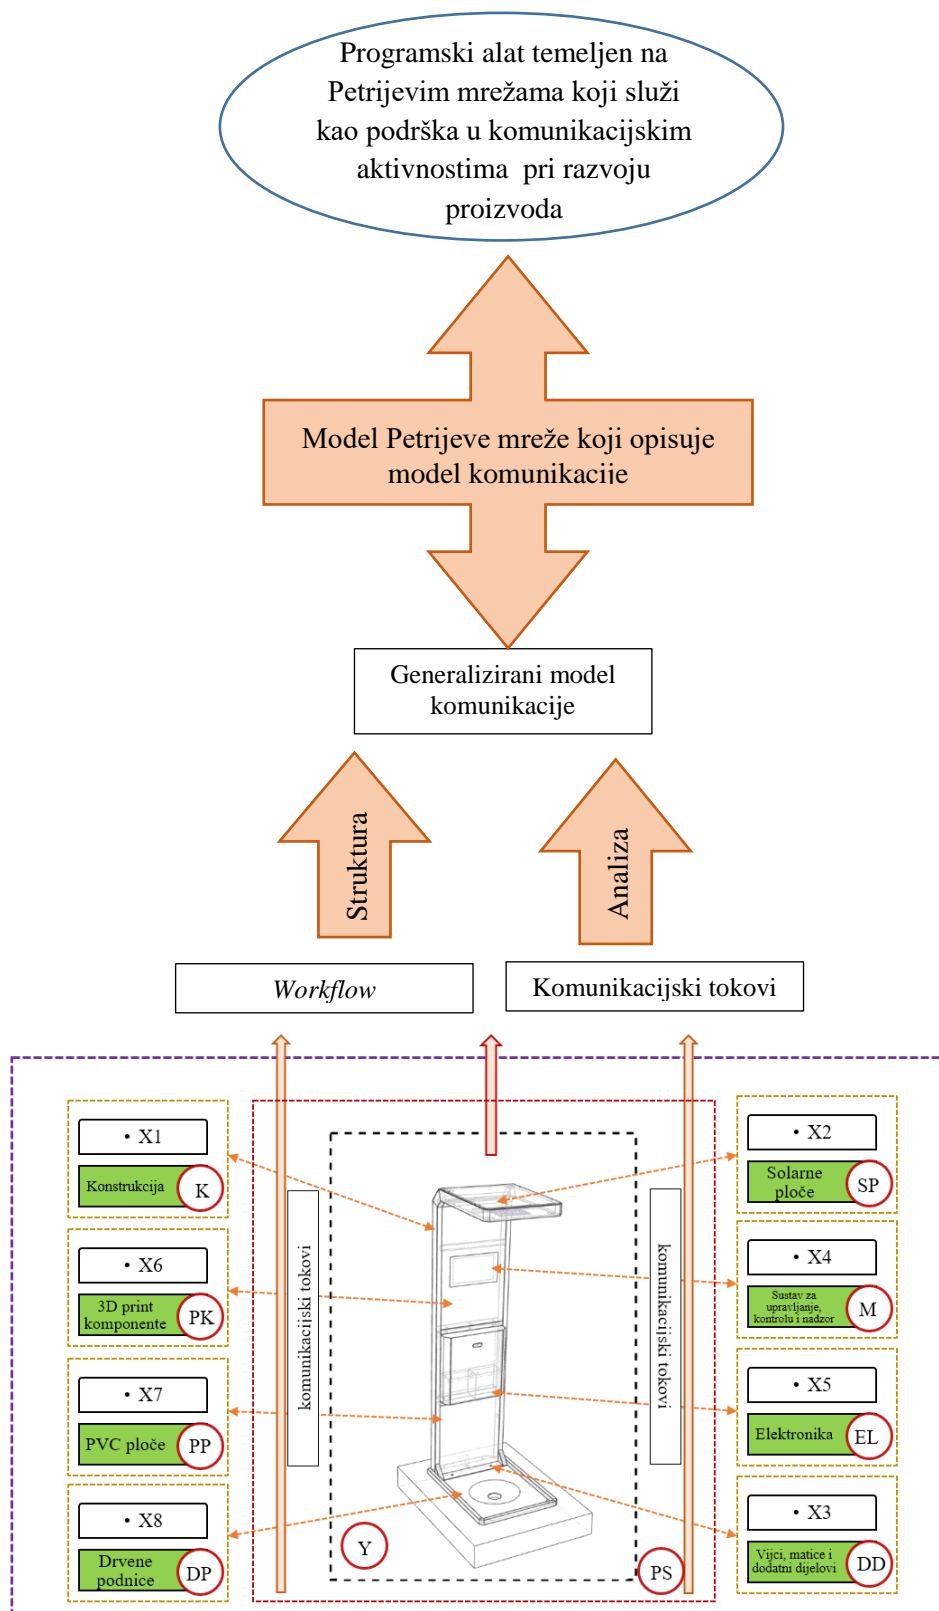 Programski alat temeljen na
Petrijevim mrežama koji služi
kao podrška u komunikacijskim
aktivnostima  pri razvoju
proizvoda
Model Petrijeve mreže koji opisuje
model komunikacije
Generalizirani model
komunikacije
Struktura
Analiza
Workflow
Komunikacijski tokovi
• X1
Konstrukcija
K
• X6
3D print
komponente
PK
• X7
PVC ploče
PP
• X8
Drvene
podnice
DP
komunikacijski tokovi
Y
komunikacijski tokovi
PS
• X2
Solarne
ploče
SP
• X4
Sustav za
upravljanje,
kontrolu i nadzor
M
• X5
Elektronika
EL
• X3
Vijci, matice i
dodatni dijelovi
DD